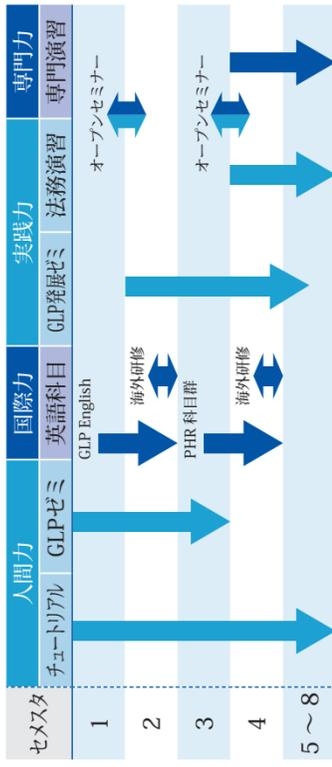 セメスタ 人間力 国際力 実践力 専門力
チュートリアル GLPゼミ 英語科目 GLP発展ゼミ 法務演習 専門演習
1 GLP English
オープンセミナー
2 海外研修
3 PHR 科目群
オープンセミナー
4 海外研修
5 ~ 8